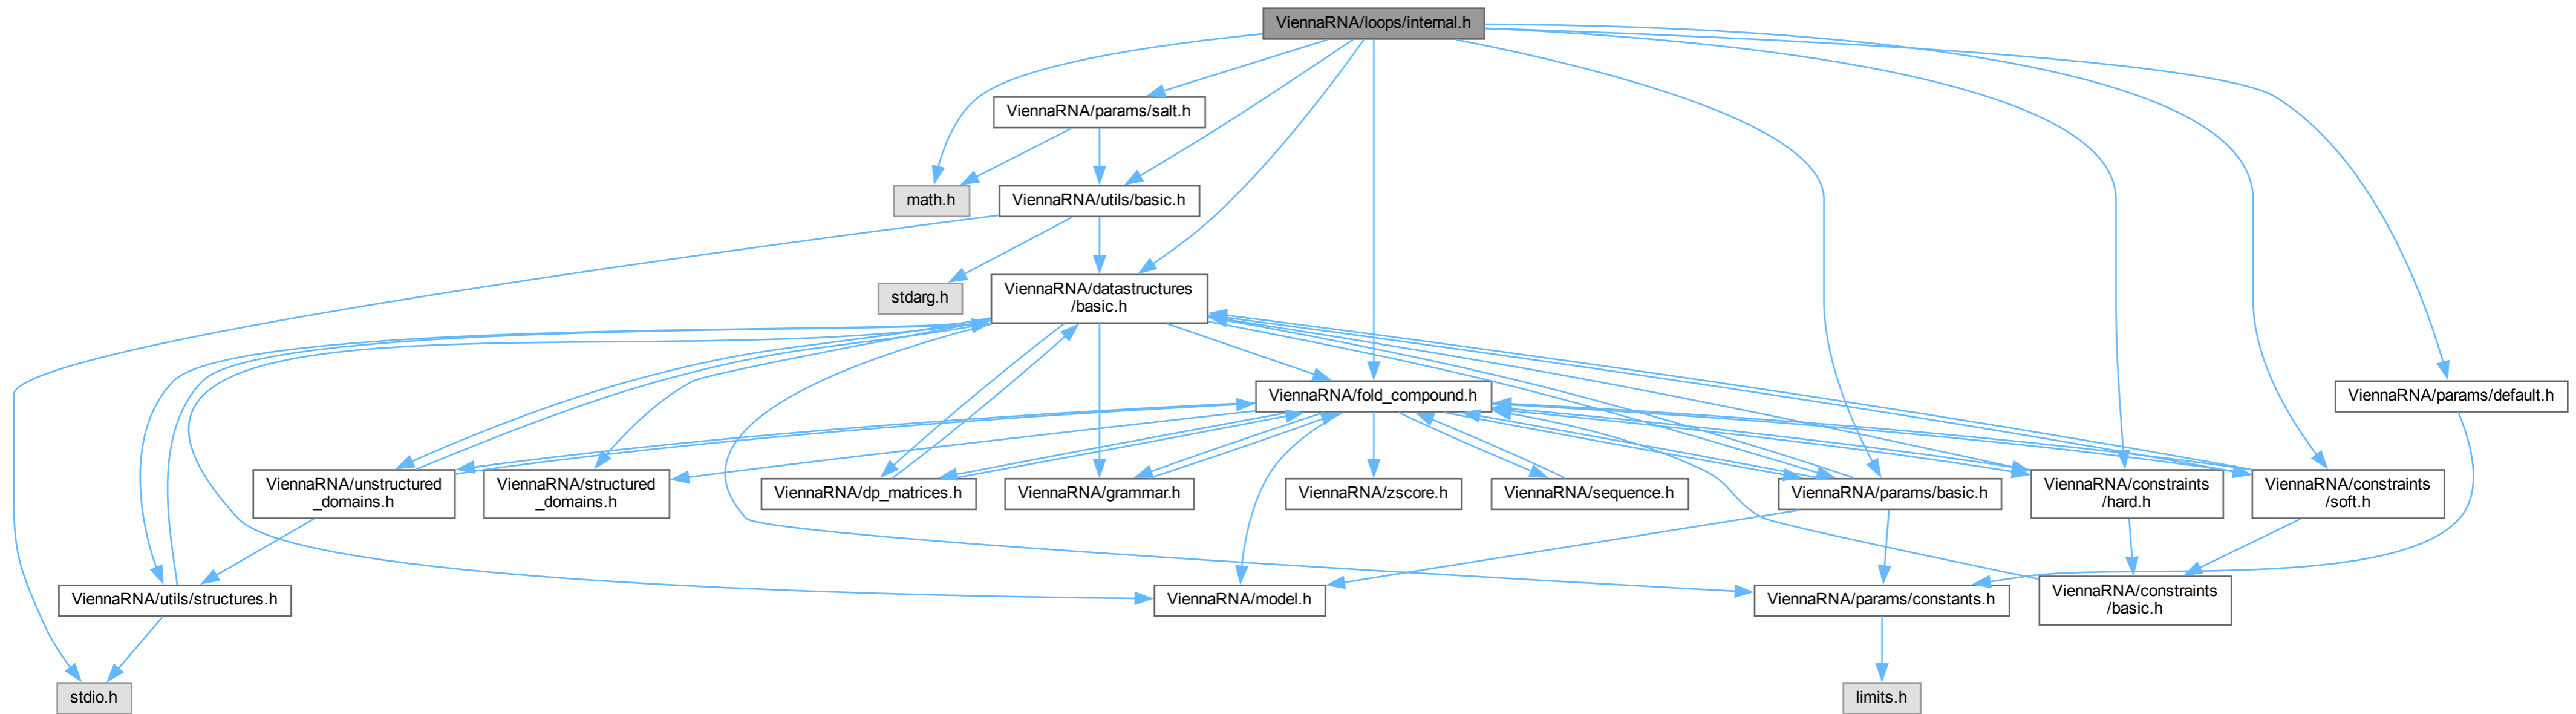 ViennaRNA/loops/internal.h
ViennaRNA/params/salt.h
math.h
ViennaRNA/utils/basic.h
stdarg.h
ViennaRNA/datastructures
/basic.h
ViennaRNA/fold_compound.h
ViennaRNA/params/default.h
ViennaRNA/unstructured
_domains.h
ViennaRNA/structured
_domains.h
ViennaRNA/dp_matrices.h
ViennaRNA/grammar.h
ViennaRNA/zscore.h
ViennaRNA/sequence.h
ViennaRNA/params/basic.h
ViennaRNA/constraints
/hard.h
ViennaRNA/constraints
/soft.h
ViennaRNA/utils/structures.h
ViennaRNA/model.h
ViennaRNA/params/constants.h
ViennaRNA/constraints
/basic.h
stdio.h
limits.h